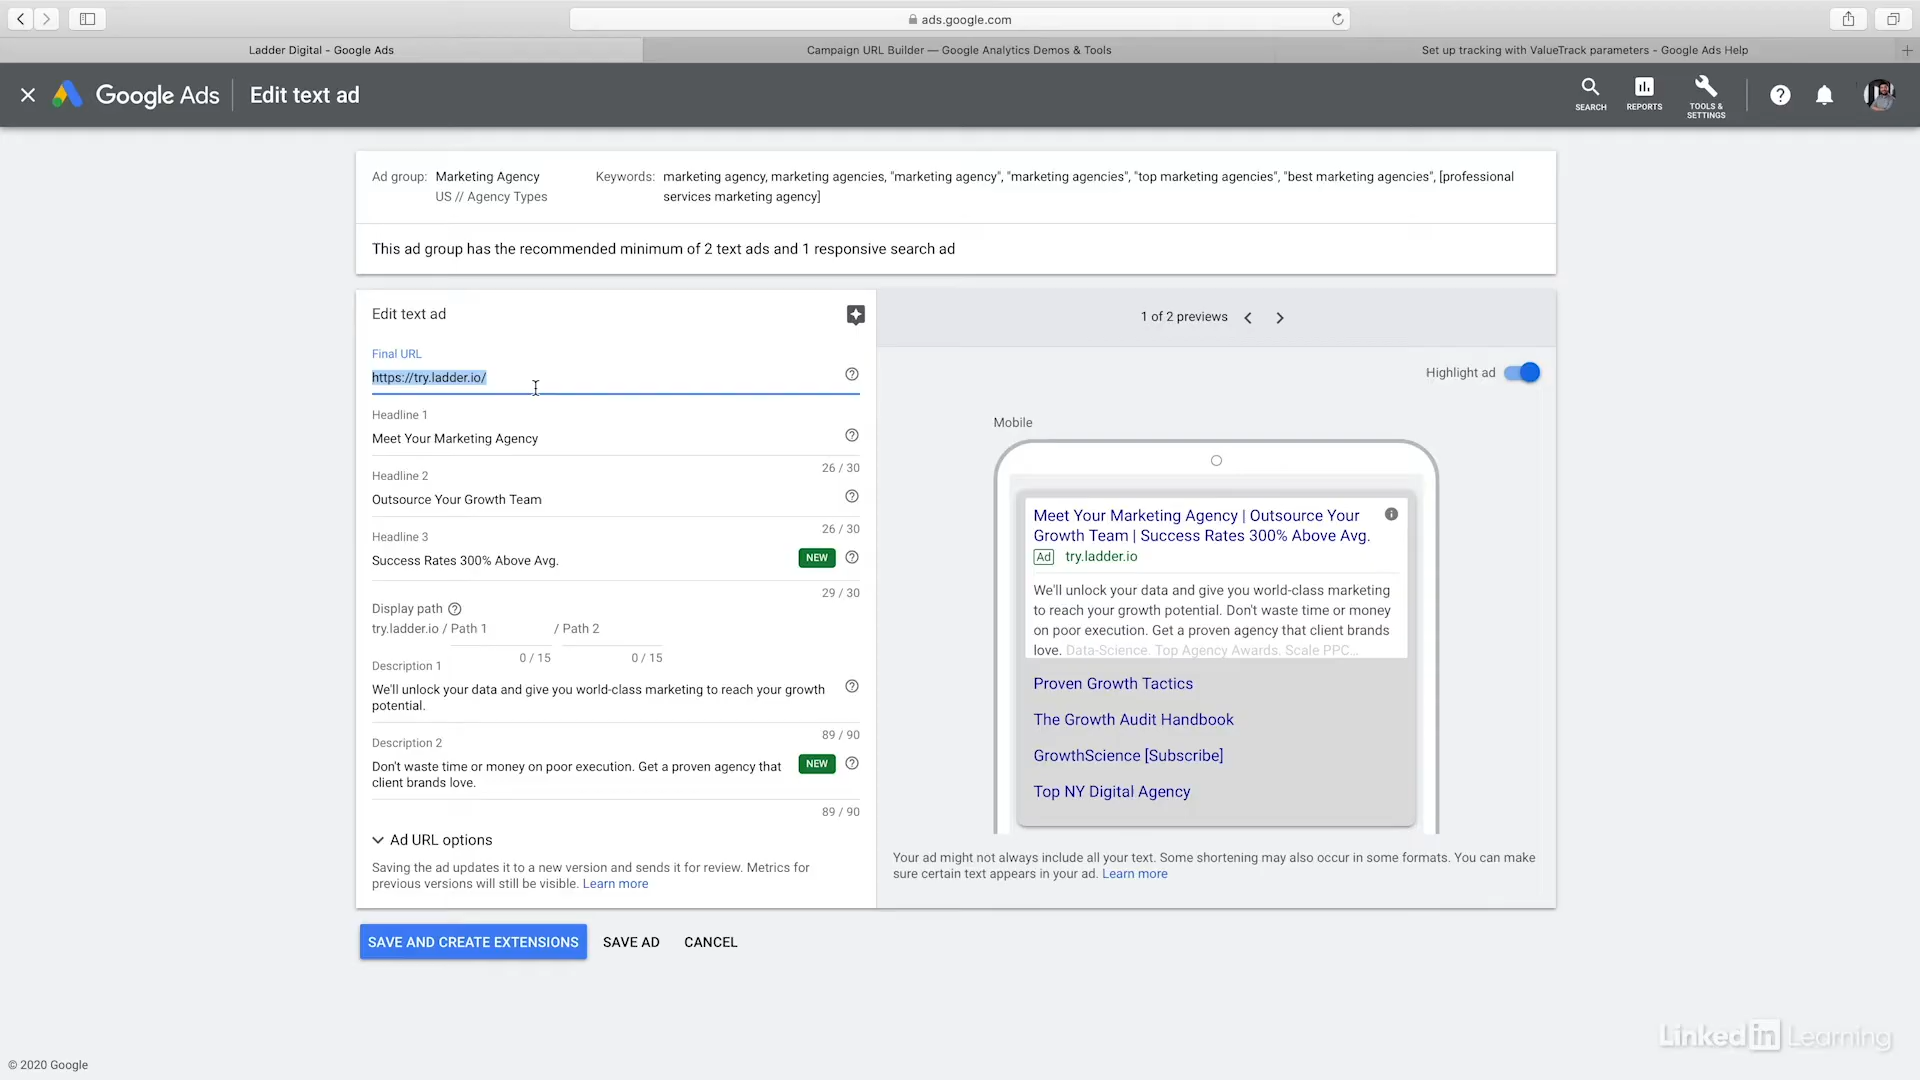 ads.google.com
Ladder Digital - Google Ads
Campaign URL Builder — Google Analytics Demos & Tools
Set up tracking with ValueTrack parameters - Google Ads Help
Google Ads
Edit text ad
SEARCH
REPORTS
TOOLS &
SETTINGS
Ad group: Marketing Agency
US // Agency Types
Keywords: marketing agency, marketing agencies, "marketing agency", "marketing agencies", "top marketing agencies", "best marketing agencies", [professional
services marketing agency]
This ad group has the recommended minimum of 2 text ads and 1 responsive search ad
Edit text ad
Final URL
https://try.ladder.io/
Headline 1
Meet Your Marketing Agency
26 / 30
Headline 2
Outsource Your Growth Team
26 / 30
Headline 3
Success Rates 300% Above Avg.
NEW
29 / 30
Display path
try.ladder.io / Path 1 / Path 2
0 / 15 0 / 15
Description 1
We'll unlock your data and give you world-class marketing to reach your growth
potential.
89 / 90
Description 2
Don't waste time or money on poor execution. Get a proven agency that
client brands love.
NEW
89 / 90
Ad URL options
Saving the ad updates it to a new version and sends it for review. Metrics for
previous versions will still be visible. Learn more
1 of 2 previews
Highlight ad
Mobile
Meet Your Marketing Agency | Outsource Your
Growth Team | Success Rates 300% Above Avg.
Ad try.ladder.io
We'll unlock your data and give you world-class marketing
to reach your growth potential. Don't waste time or money
on poor execution. Get a proven agency that client brands
love. Data-Science. Top Agency Awards. Scale PPC...
Proven Growth Tactics
The Growth Audit Handbook
GrowthScience [Subscribe]
Top NY Digital Agency
Your ad might not always include all your text. Some shortening may also occur in some formats. You can make
sure certain text appears in your ad. Learn more
SAVE AND CREATE EXTENSIONS
SAVE AD
CANCEL
© 2020 Google
LinkedIn Learning